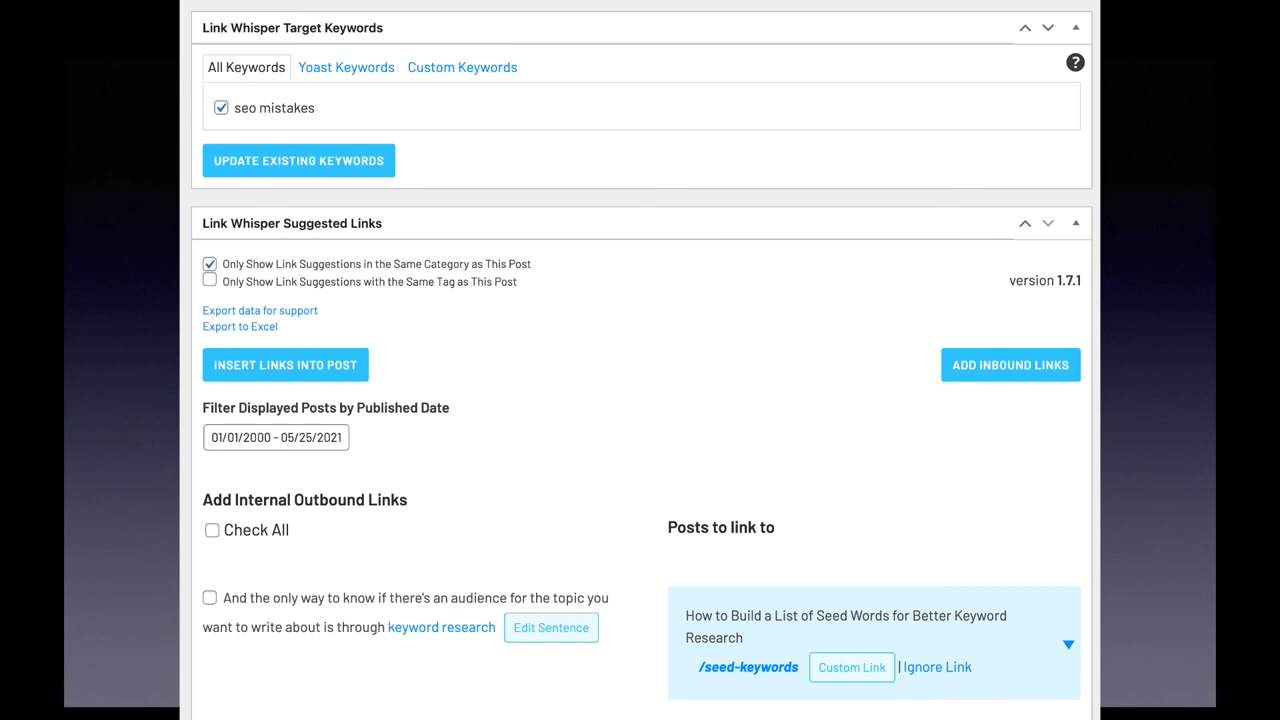 Link Whisper Target Keywords
All Keywords Yoast Keywords Custom Keywords
?
seo mistakes
UPDATE EXISTING KEYWORDS
Link Whisper Suggested Links
Only Show Link Suggestions in the Same Category as This Post
Only Show Link Suggestions with the Same Tag as This Post
version 1.7.1
Export data for support
Export to Excel
INSERT LINKS INTO POST
ADD INBOUND LINKS
Filter Displayed Posts by Published Date
01/01/2000 - 05/25/2021
Add Internal Outbound Links
Check All
Posts to link to
And the only way to know if there's an audience for the topic you
want to write about is through keyword research Edit Sentence
How to Build a List of Seed Words for Better Keyword
Research
/seed-keywords Custom Link | Ignore Link